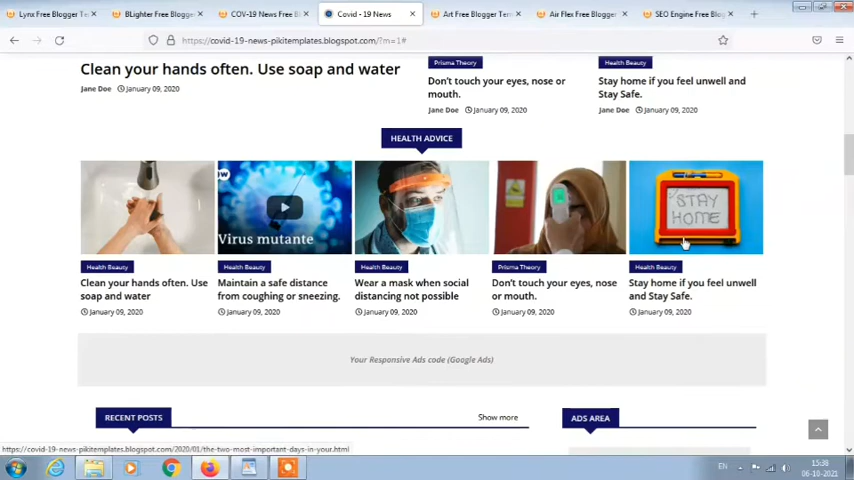 Lynx Free Blogger Te
BLighter Free Blogge
COV-19 News Free Bl
Covid - 19 News
Art Free Blogger Tem
Air Flex Free Blogger
SEO Engine Free Blog
https://covid-19-news-pikitemplates.blogspot.com/?m=1#
Clean your hands often. Use soap and water
Jane Doe January 09, 2020
Prisma Theory
Don't touch your eyes, nose or
mouth.
Jane Doe January 09, 2020
Health Beauty
Stay home if you feel unwell and
Stay Safe.
Jane Doe January 09, 2020
HEALTH ADVICE
Virus mutante
STAY
HOME
Health Beauty
Clean your hands often. Use
soap and water
January 09, 2020
Health Beauty
Maintain a safe distance
from coughing or sneezing.
January 09, 2020
Health Beauty
Wear a mask when social
distancing not possible
January 09, 2020
Prisma Theory
Don't touch your eyes, nose
or mouth.
January 09, 2020
Health Beauty
Stay home if you feel unwell
and Stay Safe.
January 09, 2020
Your Responsive Ads code (Google Ads)
RECENT POSTS
Show more
ADS AREA
https://covid-19-news-pikitemplates.blogspot.com/2020/01/the-two-most-important-days-in-your.html
EN
15:38
06-10-2021